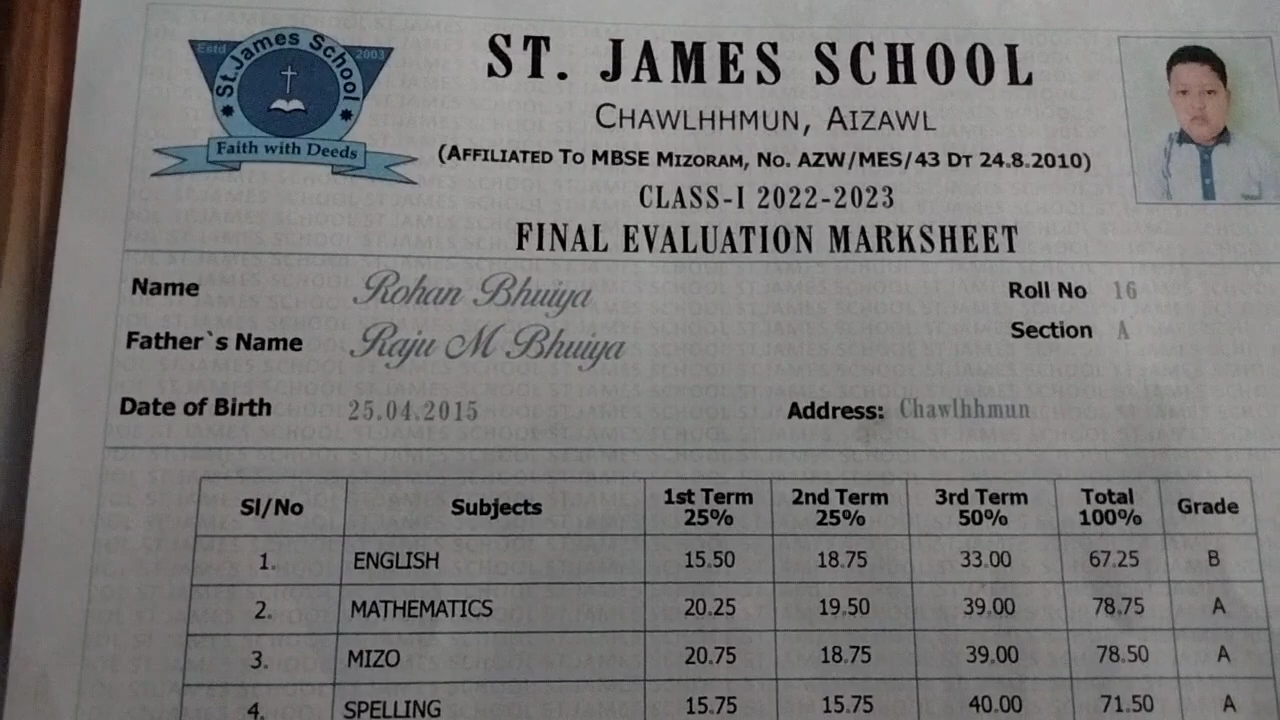 Estd 2003
St. James School
Faith with Deeds
ST. JAMES SCHOOL
CHAWLHHMUN, AIZAWL
(AFFILIATED TO MBSE MIZORAM, NO. AZW/MES/43 DT 24.8.2010)
CLASS-I 2022-2023
FINAL EVALUATION MARKSHEET
Name Rohan Bhuiya Roll No 16
Father`s Name Raju M Bhuiya Section A
Date of Birth 25.04.2015 Address: Chawlhhmun
Sl/No Subjects 1st Term 25% 2nd Term 25% 3rd Term 50% Total 100% Grade
1. ENGLISH 15.50 18.75 33.00 67.25 B
2. MATHEMATICS 20.25 19.50 39.00 78.75 A
3. MIZO 20.75 18.75 39.00 78.50 A
4. SPELLING 15.75 15.75 40.00 71.50 A